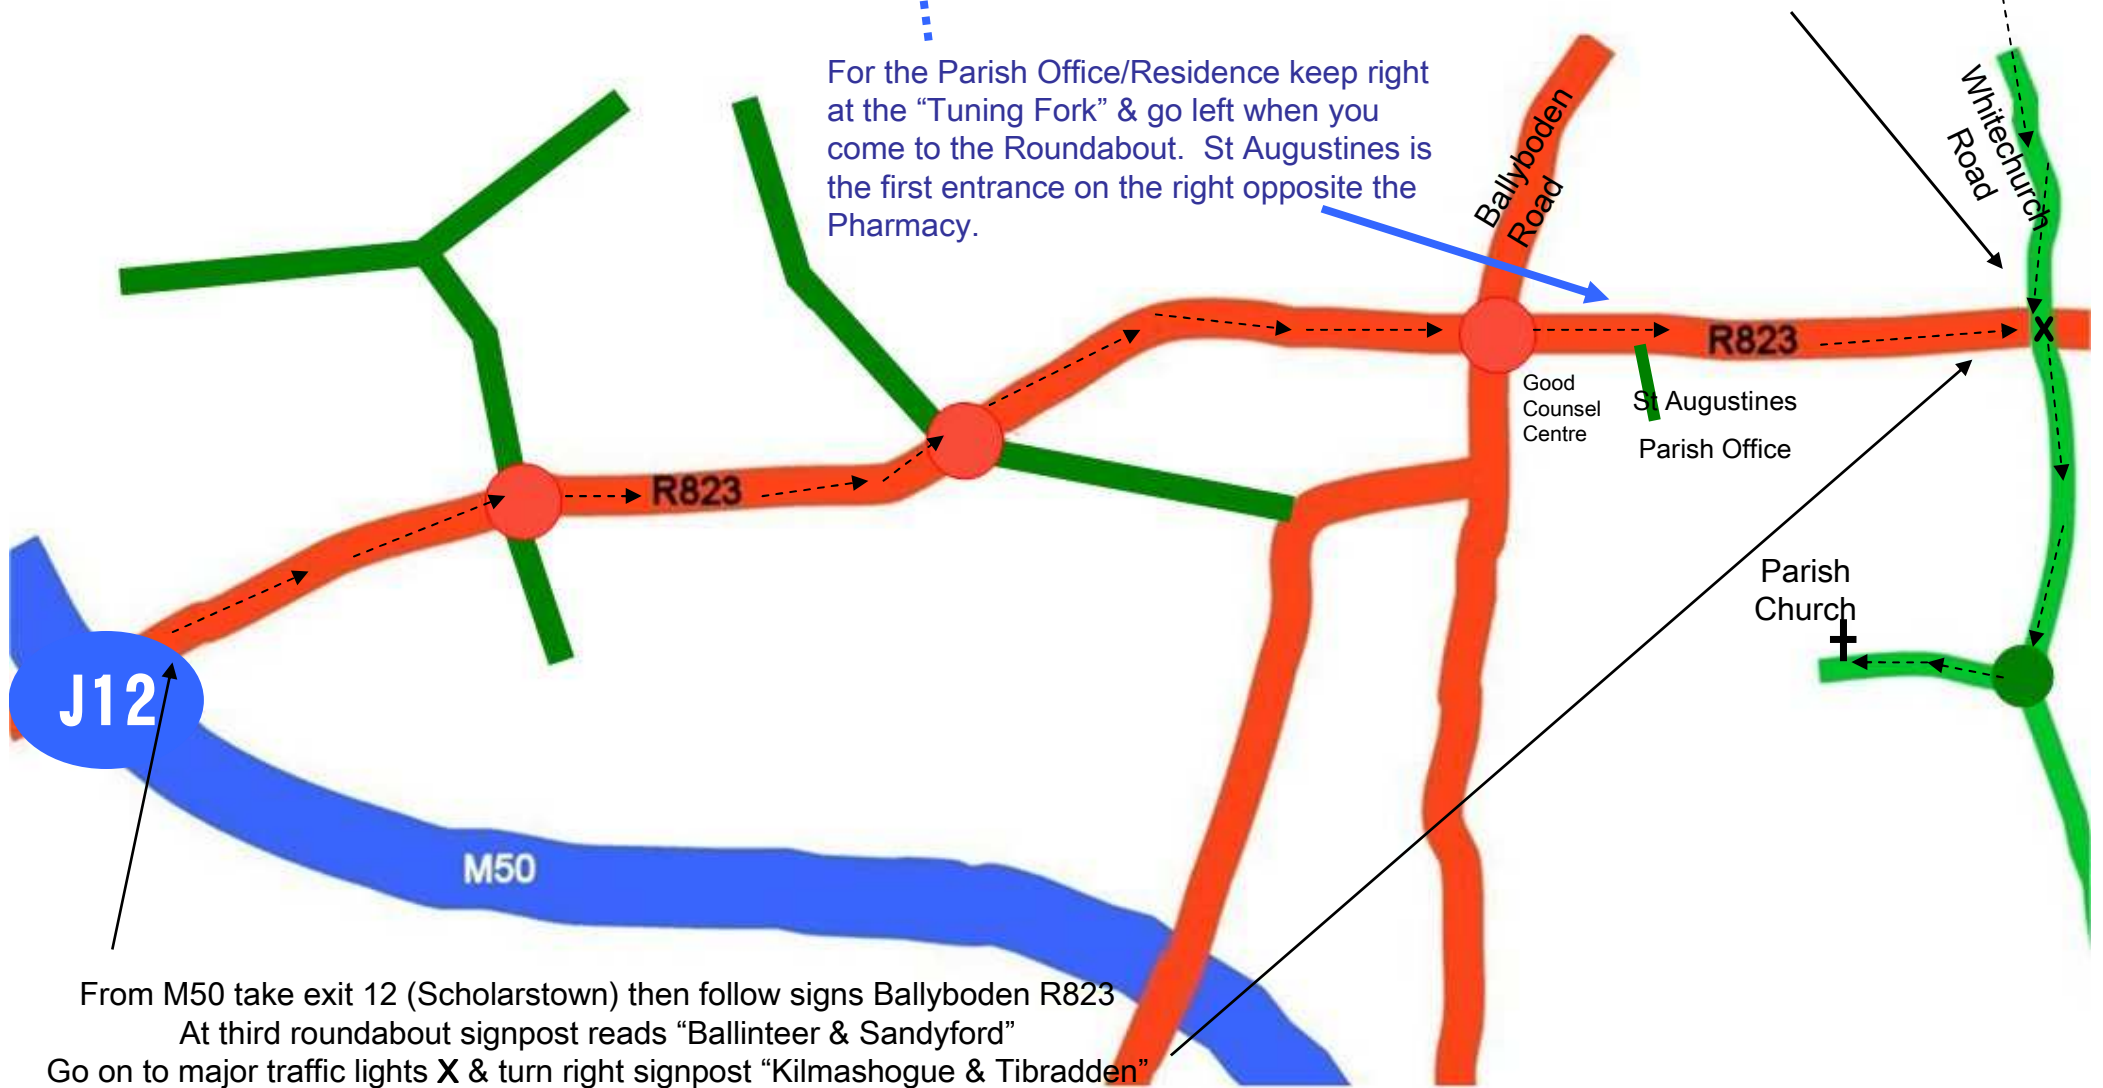 For the Parish Office/Residence keep right
at the “Tuning Fork” & go left when you
come to the Roundabout.  St Augustines is
the first entrance on the right opposite the
Pharmacy.
Ballyboden
Road
Whitechurch
Road
R823
X
Good
Counsel
Centre
St Augustines
Parish Office
R823
Parish
Church
J12
M50
From M50 take exit 12 (Scholarstown) then follow signs Ballyboden R823
At third roundabout signpost reads “Ballinteer & Sandyford”
Go on to major traffic lights X & turn right signpost “Kilmashogue & Tibradden”